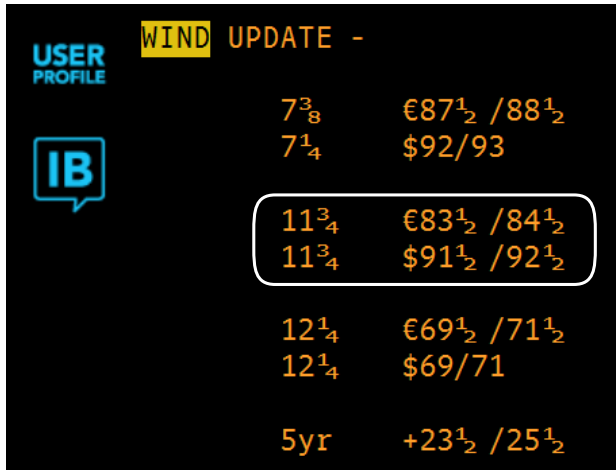 WIND UPDATE -
USER
PROFILE
7⅜ €87½ /88½
7¼ $92/93
IB
11¾ €83½ /84½
11¾ $91½ /92½
12¼ €69½ /71½
12¼ $69/71
5yr +23½ /25½